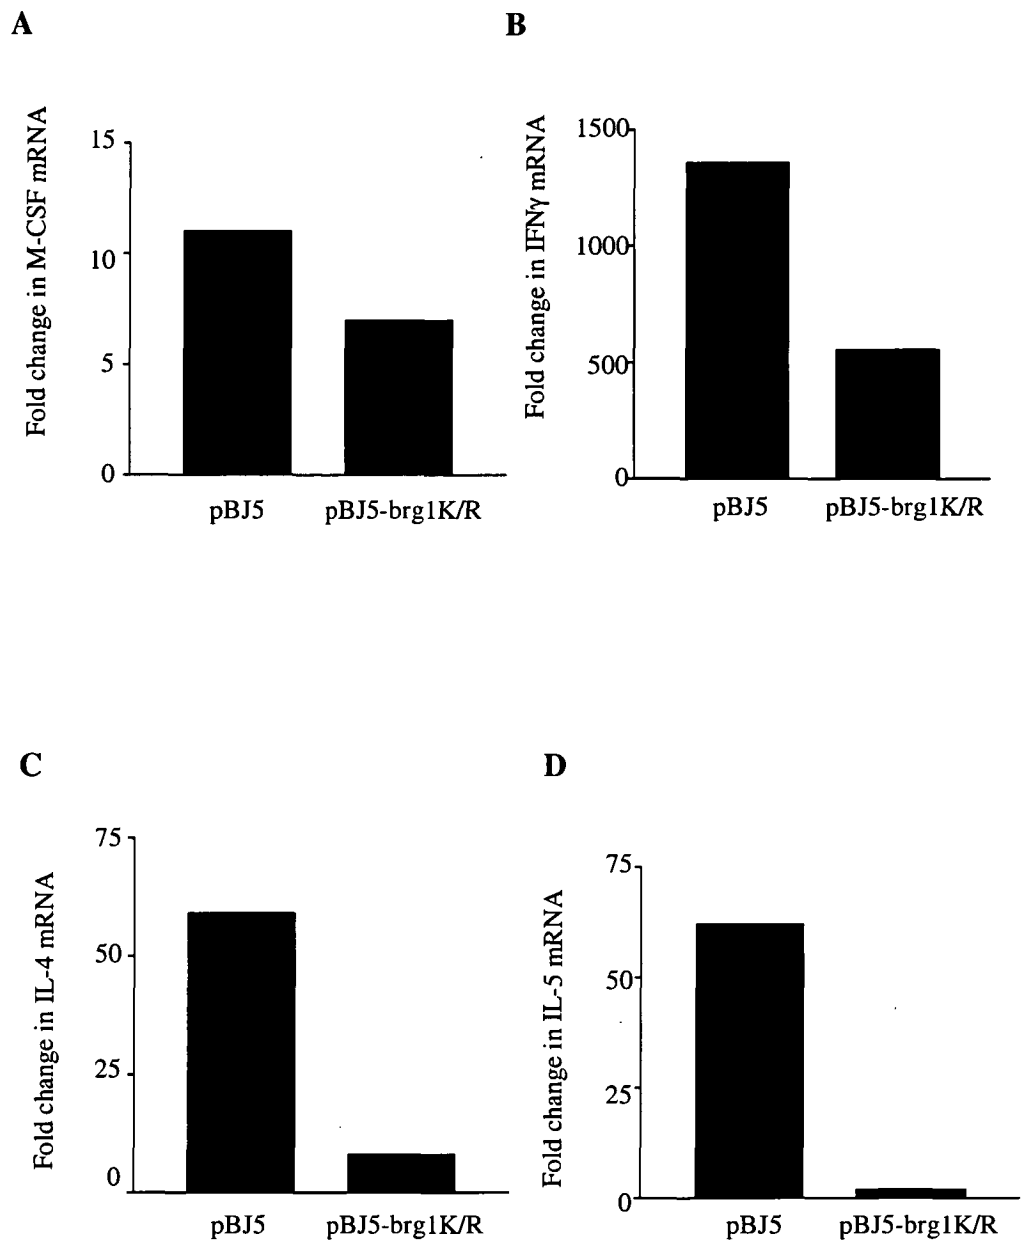 A
Fold change in M-CSF mRNA
15
10
5
0
pBJ5 pBJ5-brg1K/R
B
Fold change in IFNγ mRNA
1500
1000
500
0
pBJ5 pBJ5-brg1K/R
C
Fold change in IL-4 mRNA
75
50
25
0
pBJ5 pBJ5-brg1K/R
D
Fold change in IL-5 mRNA
75
50
25
0
pBJ5 pBJ5-brg1K/R